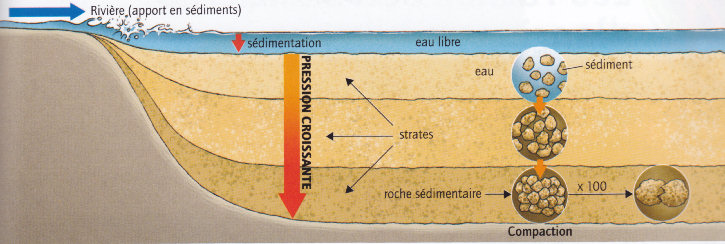 Rivière (apport en sédiments)
sédimentation
eau libre
eau
sédiment
PRESSION CROISSANTE
strates
roche sédimentaire
x 100
Compaction